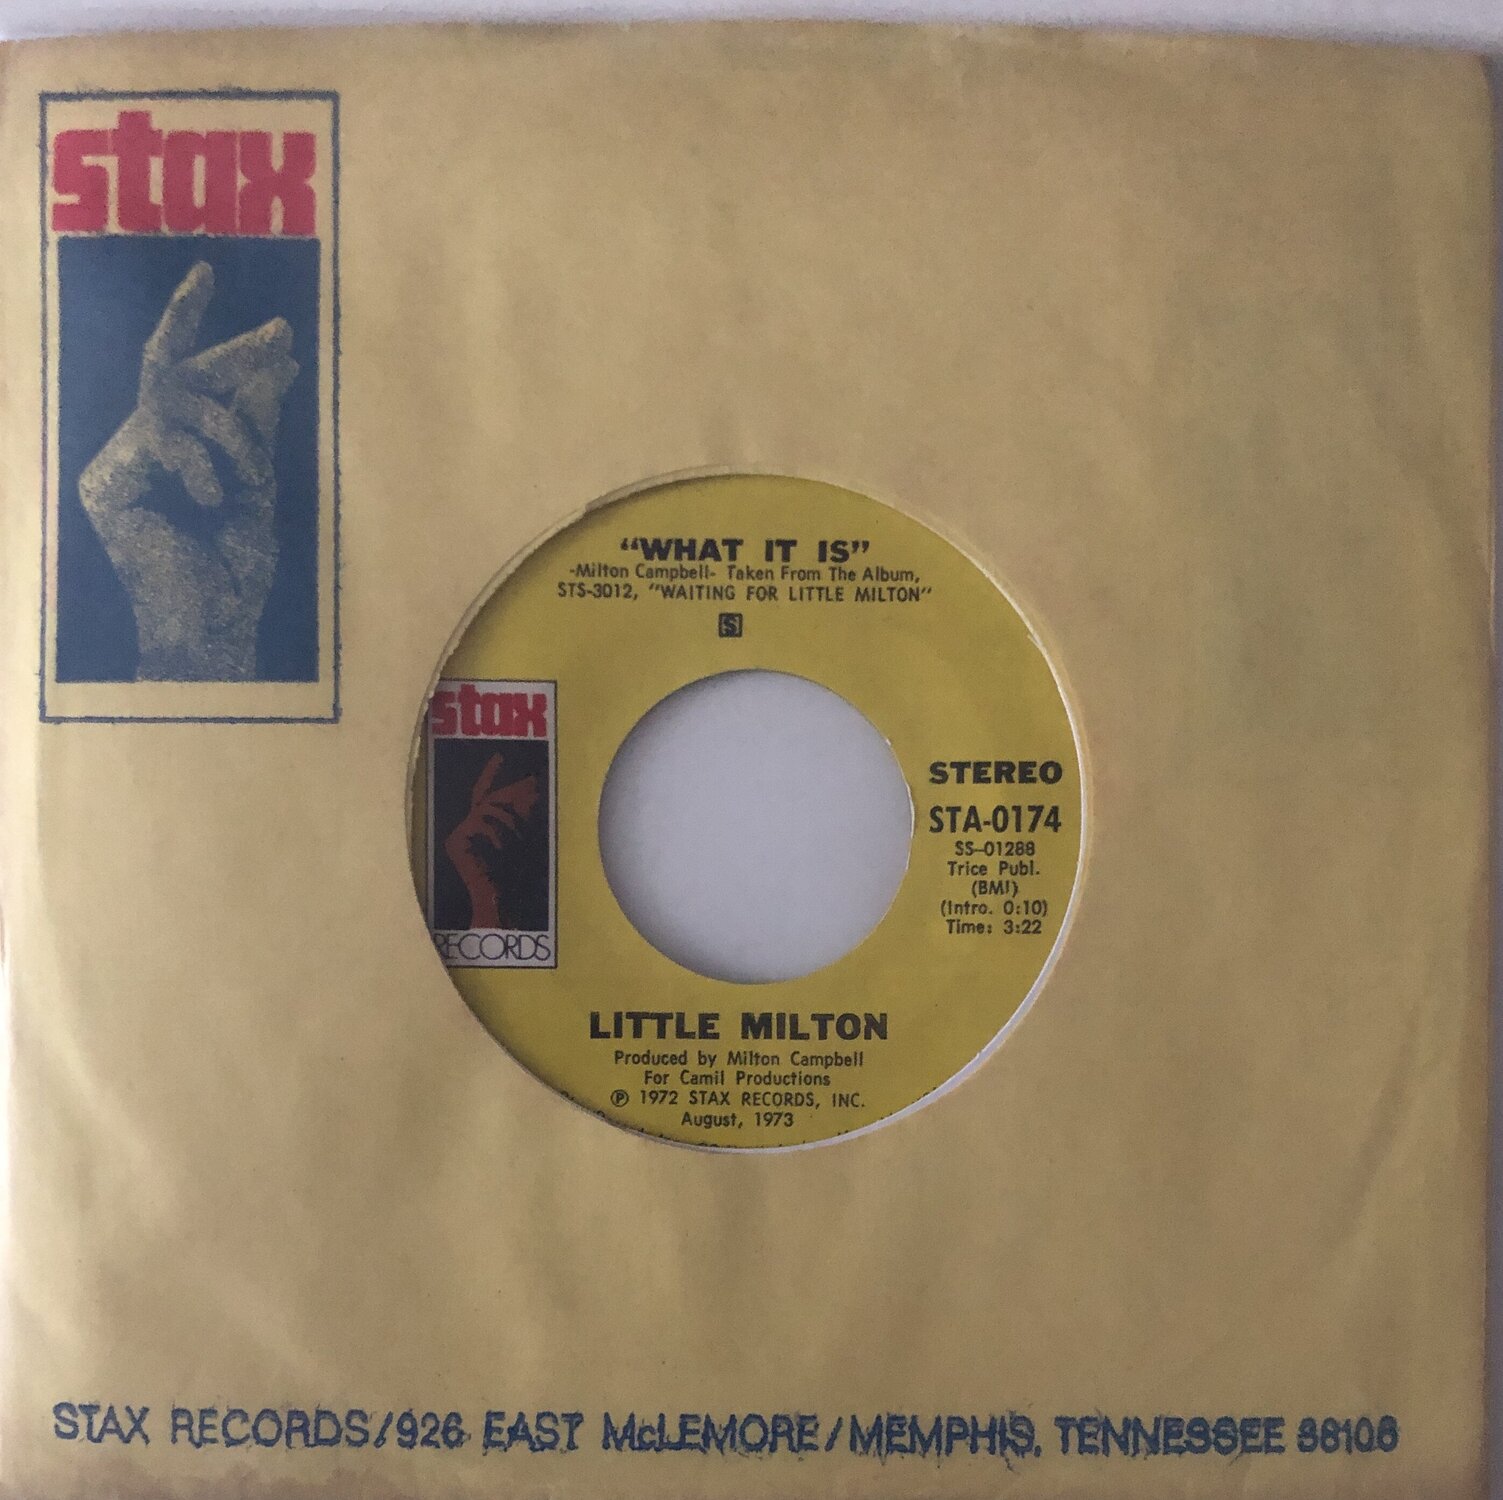 stax
"WHAT IT IS"
-Milton Campbell- Taken From The Album,
STS-3012, "WAITING FOR LITTLE MILTON"
S
stax
RECORDS
STEREO
STA-0174
SS-01288
Trice Publ.
(BMI)
(Intro. 0:10)
Time: 3:22
LITTLE MILTON
Produced by Milton Campbell
For Camil Productions
℗ 1972 STAX RECORDS, INC.
August, 1973
STAX RECORDS/926 EAST McLEMORE/MEMPHIS, TENNESSEE 38106